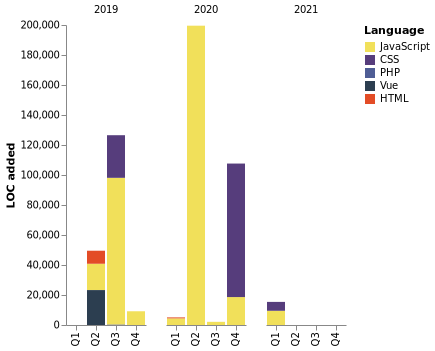 2019 2020 2021
Language
JavaScript
CSS
PHP
Vue
HTML
LOC added
200,000
180,000
160,000
140,000
120,000
100,000
80,000
60,000
40,000
20,000
0
Q1 Q2 Q3 Q4 Q1 Q2 Q3 Q4 Q1 Q2 Q3 Q4